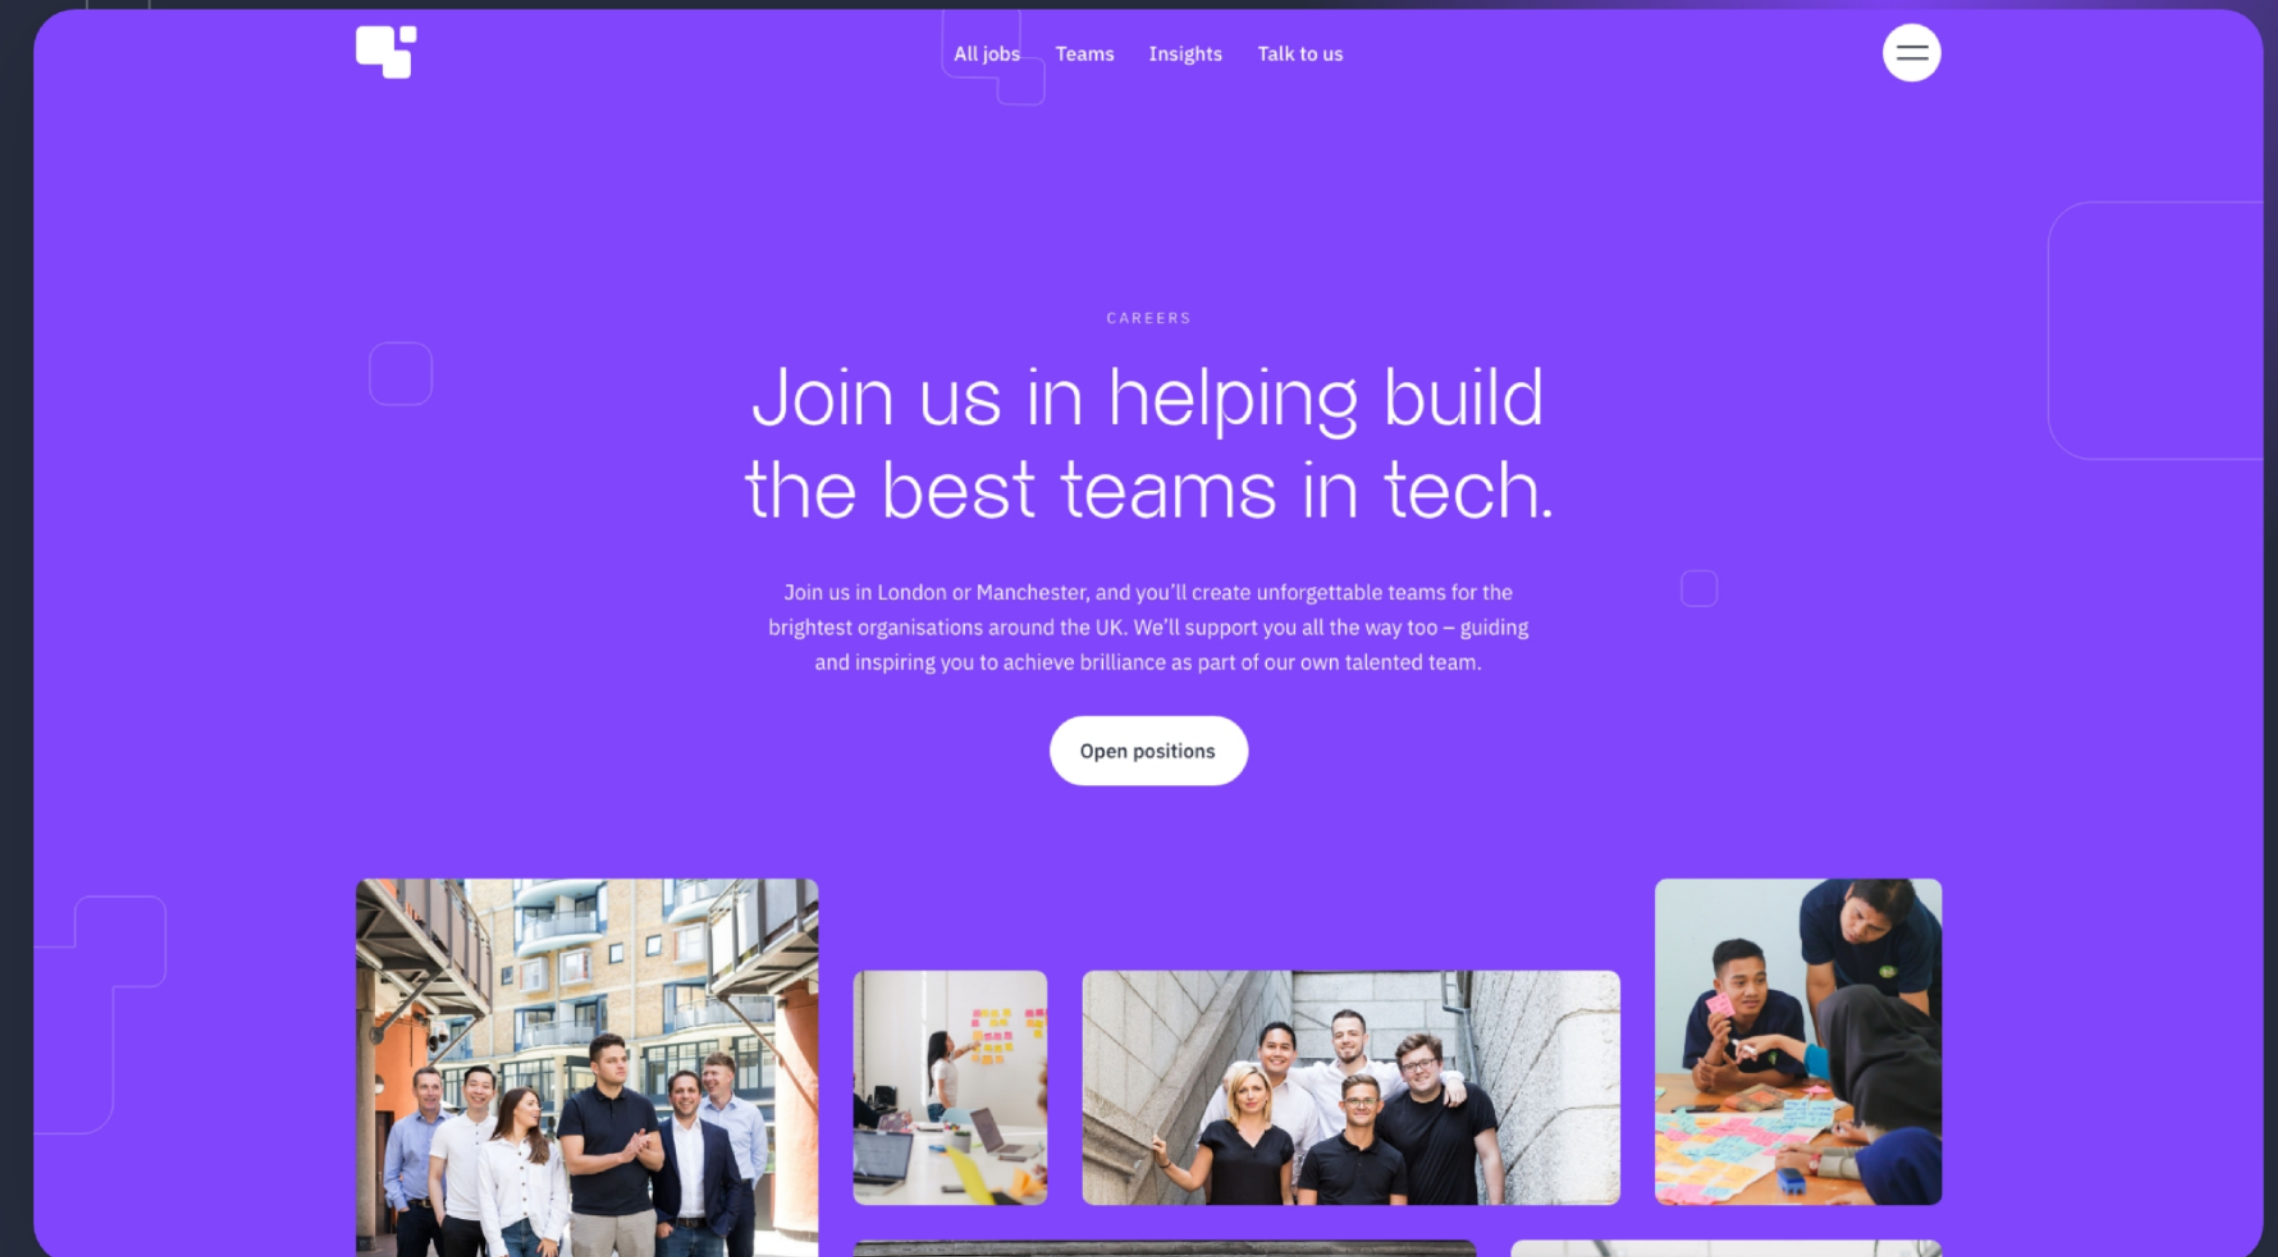 All jobs Teams Insights Talk to us
CAREERS
Join us in helping build
the best teams in tech.
Join us in London or Manchester, and you’ll create unforgettable teams for the
brightest organisations around the UK. We’ll support you all the way too – guiding
and inspiring you to achieve brilliance as part of our own talented team.
Open positions